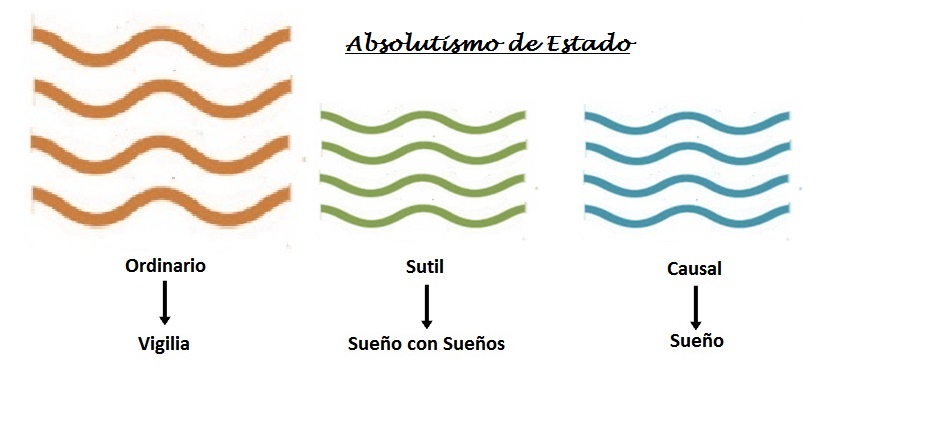 Absolutismo de Estado
Ordinario
Sutil
Causal
Vigilia
Sueño con Sueños
Sueño